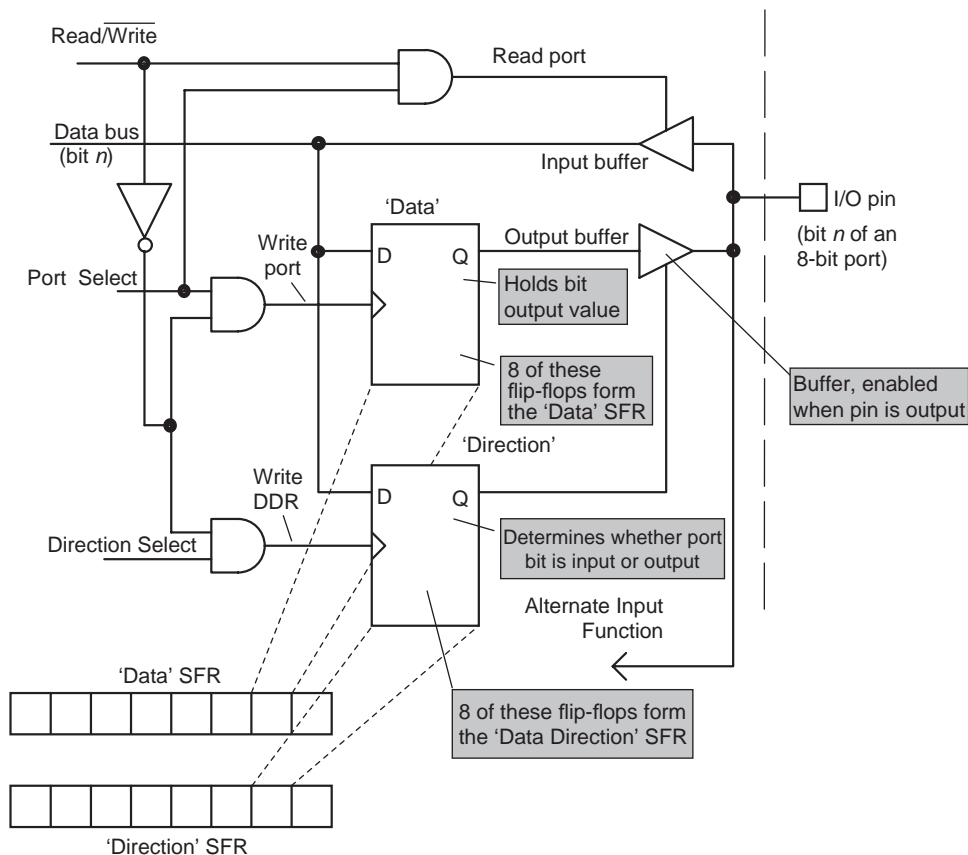 Read/Write
Read port
Data bus
(bit n)
Input buffer
I/O pin
(bit n of an
8-bit port)
'Data'
Write
port
D
Q
Output buffer
Port Select
Holds bit
output value
8 of these
flip-flops form
the 'Data' SFR
Buffer, enabled
when pin is output
'Direction'
Write
DDR
D
Q
Direction Select
Determines whether port
bit is input or output
Alternate Input
Function
'Data' SFR
8 of these flip-flops form
the 'Data Direction' SFR
'Direction' SFR